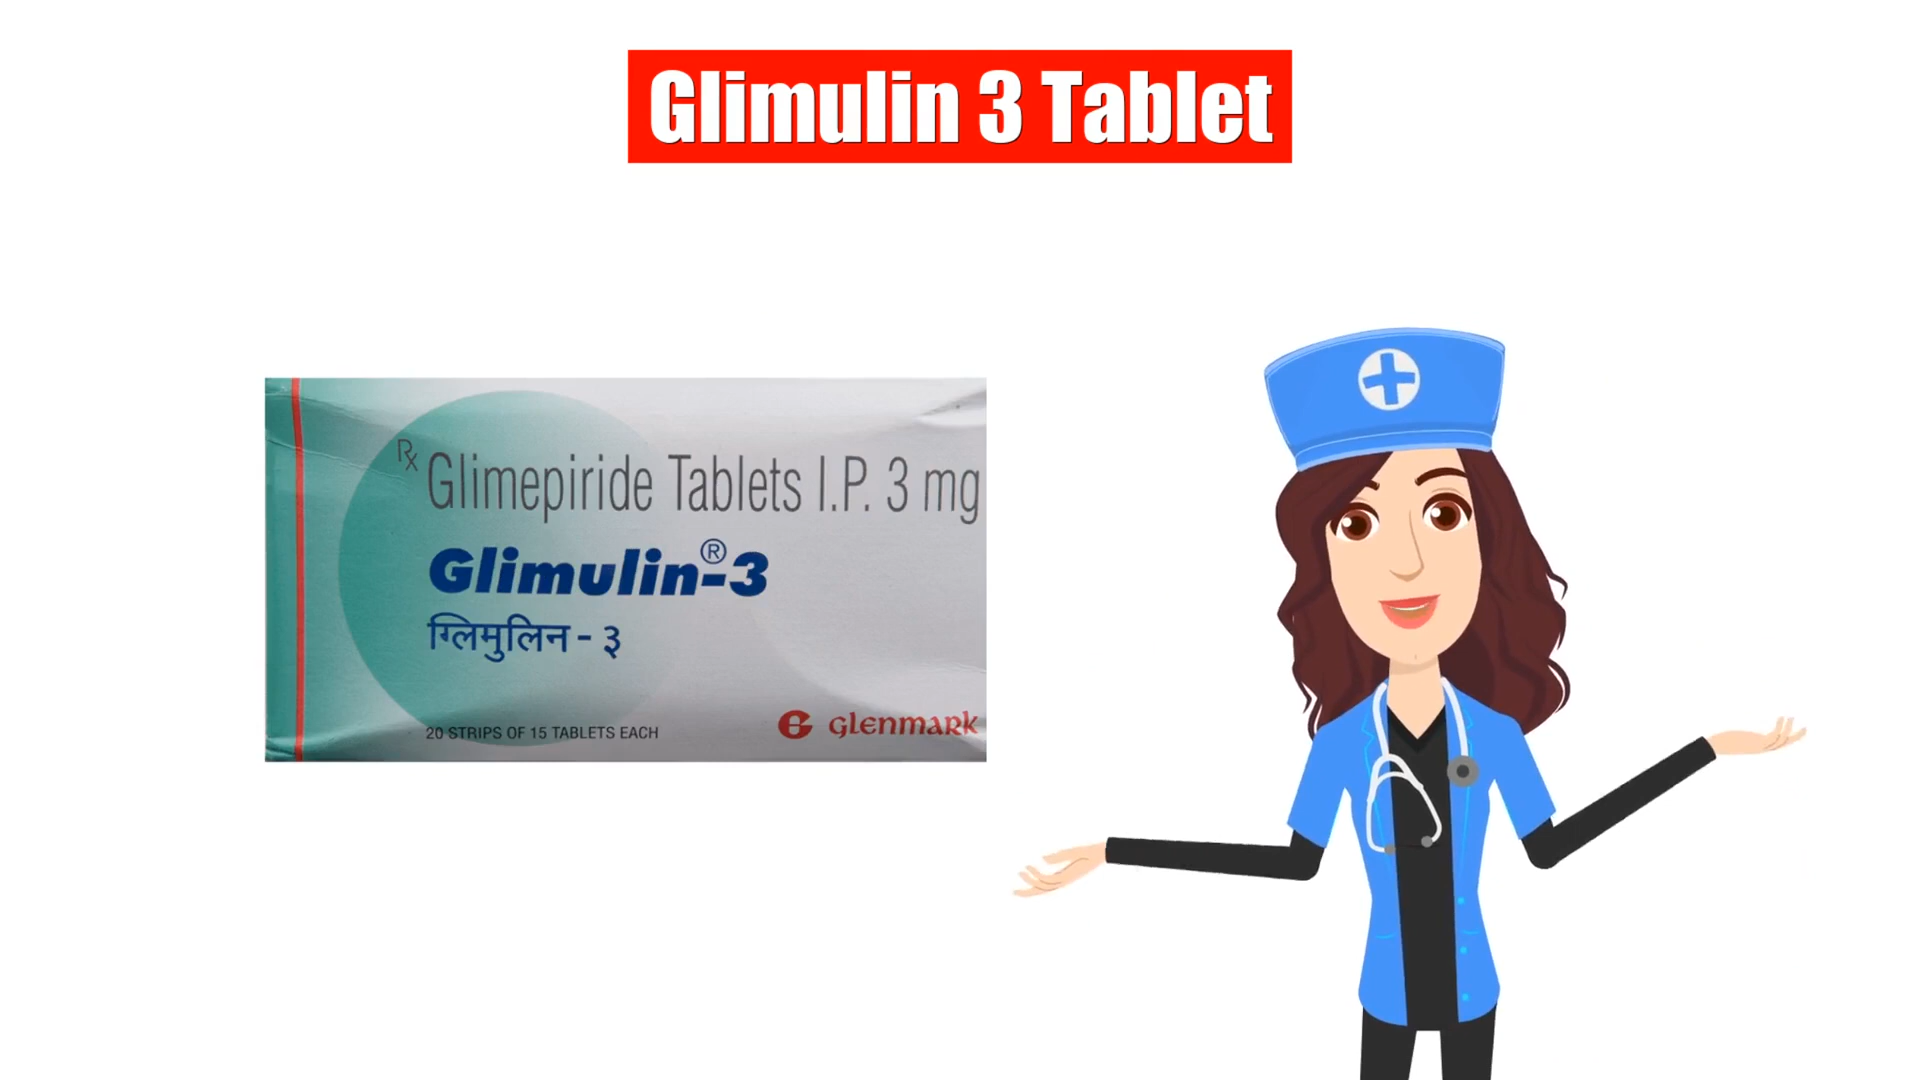 Glimulin 3 Tablet
Rx Glimepiride Tablets I.P. 3 mg
Glimulin®-3
ग्लिमुलिन - ३
20 STRIPS OF 15 TABLETS EACH
glenmark